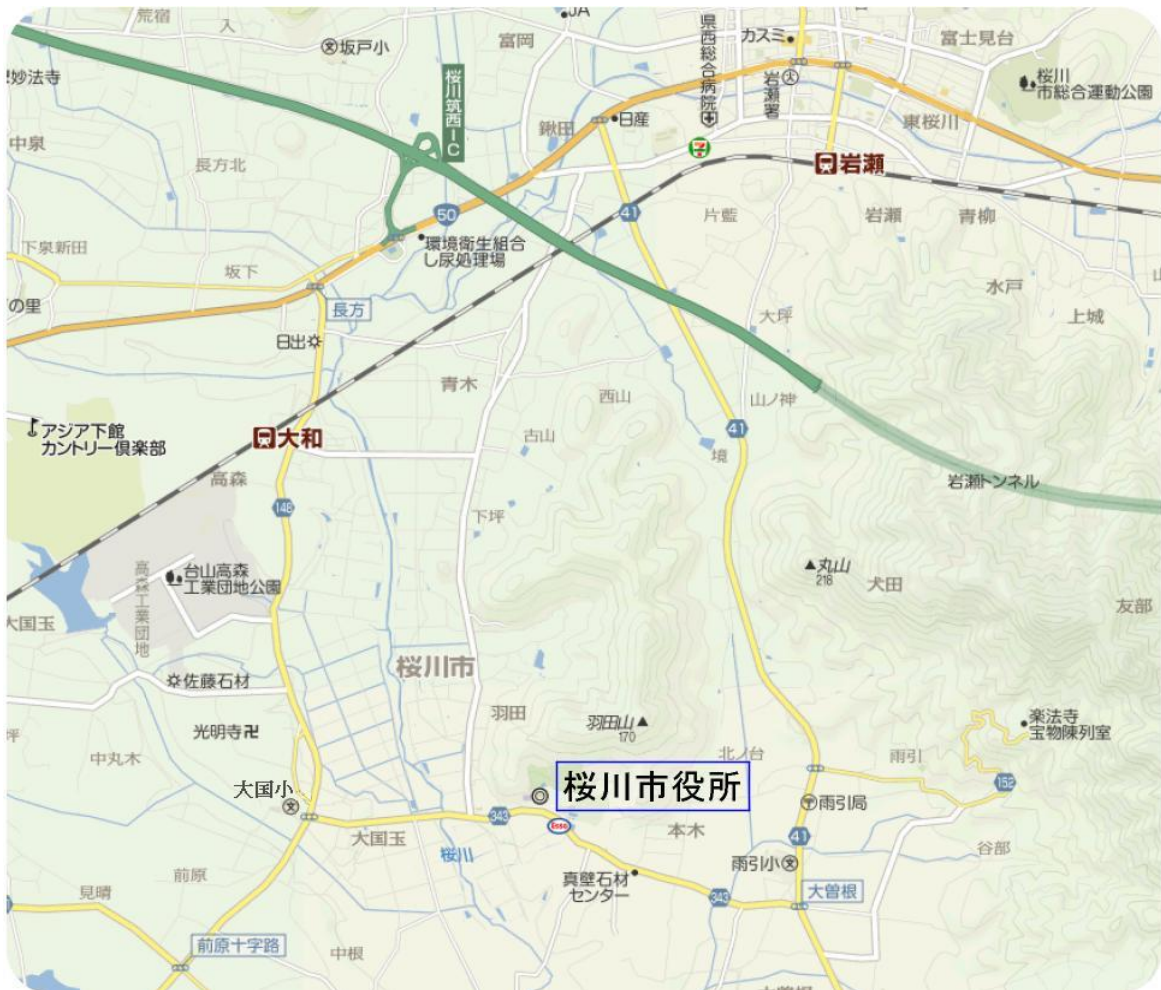 荒宿
入
坂戸小
JA
富岡
県西総合病院
カスミ
岩瀬署
富士見台
桜川
市総合運動公園
妙法寺
桜川筑西IC
中泉
長方北
鍬田
日産
東桜川
岩瀬
50
41
片藍
岩瀬
青柳
環境衛生組合
し尿処理場
下泉新田
坂下
の里
長方
水戸
上城
大坪
日出
青木
西山
山ノ神
アジア下館
カントリー倶楽部
大和
古山
41
境
高森
岩瀬トンネル
148
下坪
高森工業団地
台山高森
工業団地公園
丸山
218
犬田
友部
大国玉
桜川市
佐藤石材
羽田
羽田山
170
楽法寺
宝物陳列室
光明寺
坪
中丸木
北ノ台
雨引
152
大国小
桜川市役所
雨引局
343
Esso
大国玉
桜川
本木
41
谷部
前原
見晴
真壁石材
センター
雨引小
343
大曽根
前原十字路
中根
大曽根